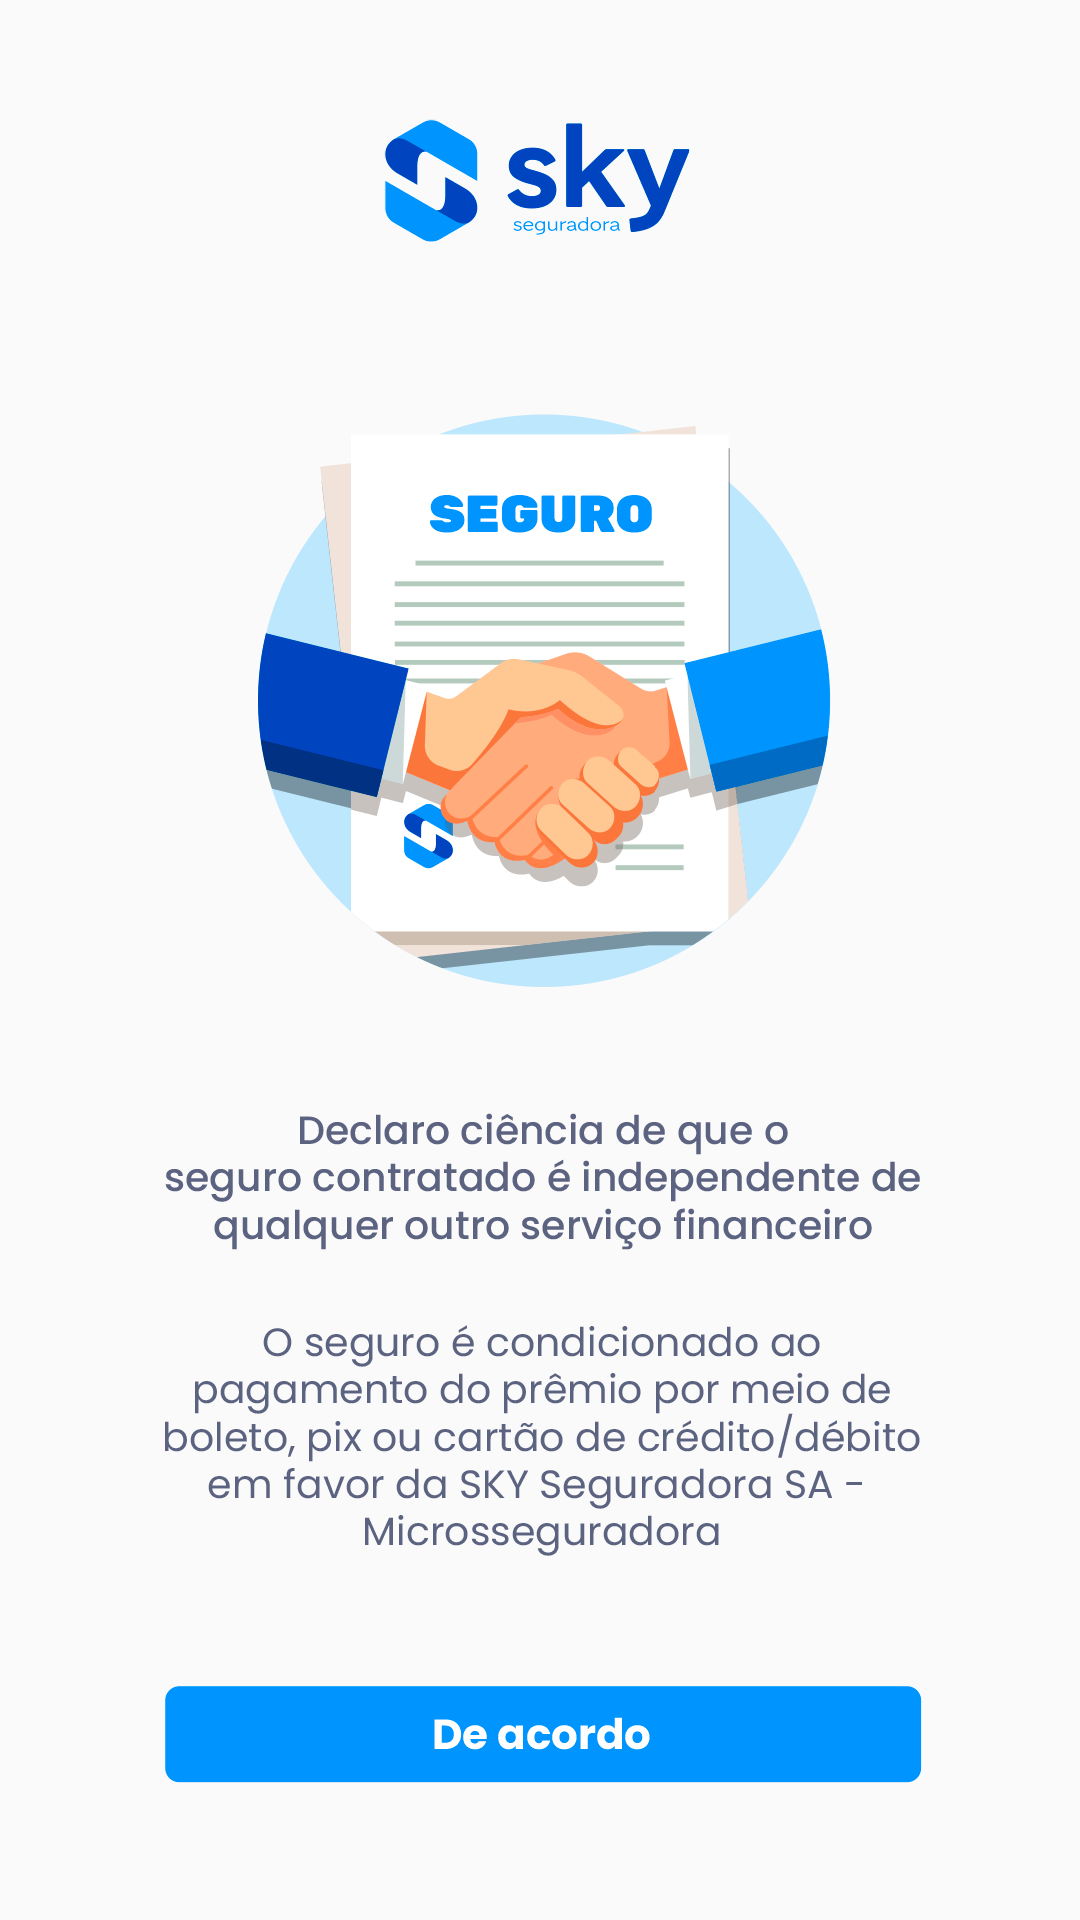 sky
seguradora
SEGURO
Declaro ciência de que o
seguro contratado é independente de
qualquer outro serviço financeiro
O seguro é condicionado ao
pagamento do prêmio por meio de
boleto, pix ou cartão de crédito/débito
em favor da SKY Seguradora SA -
Microsseguradora
De acordo